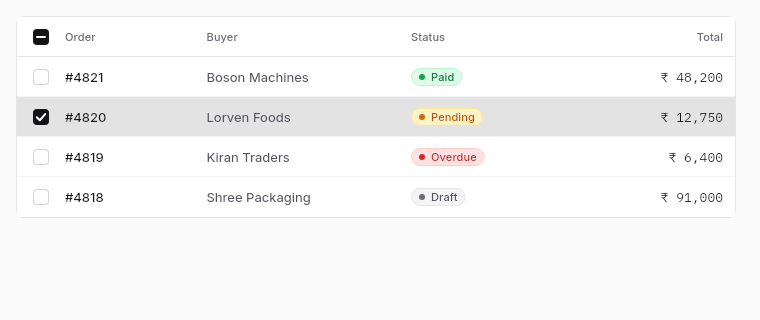 Order Buyer Status Total
#4821 Boson Machines Paid ₹ 48,200
#4820 Lorven Foods Pending ₹ 12,750
#4819 Kiran Traders Overdue ₹ 6,400
#4818 Shree Packaging Draft ₹ 91,000